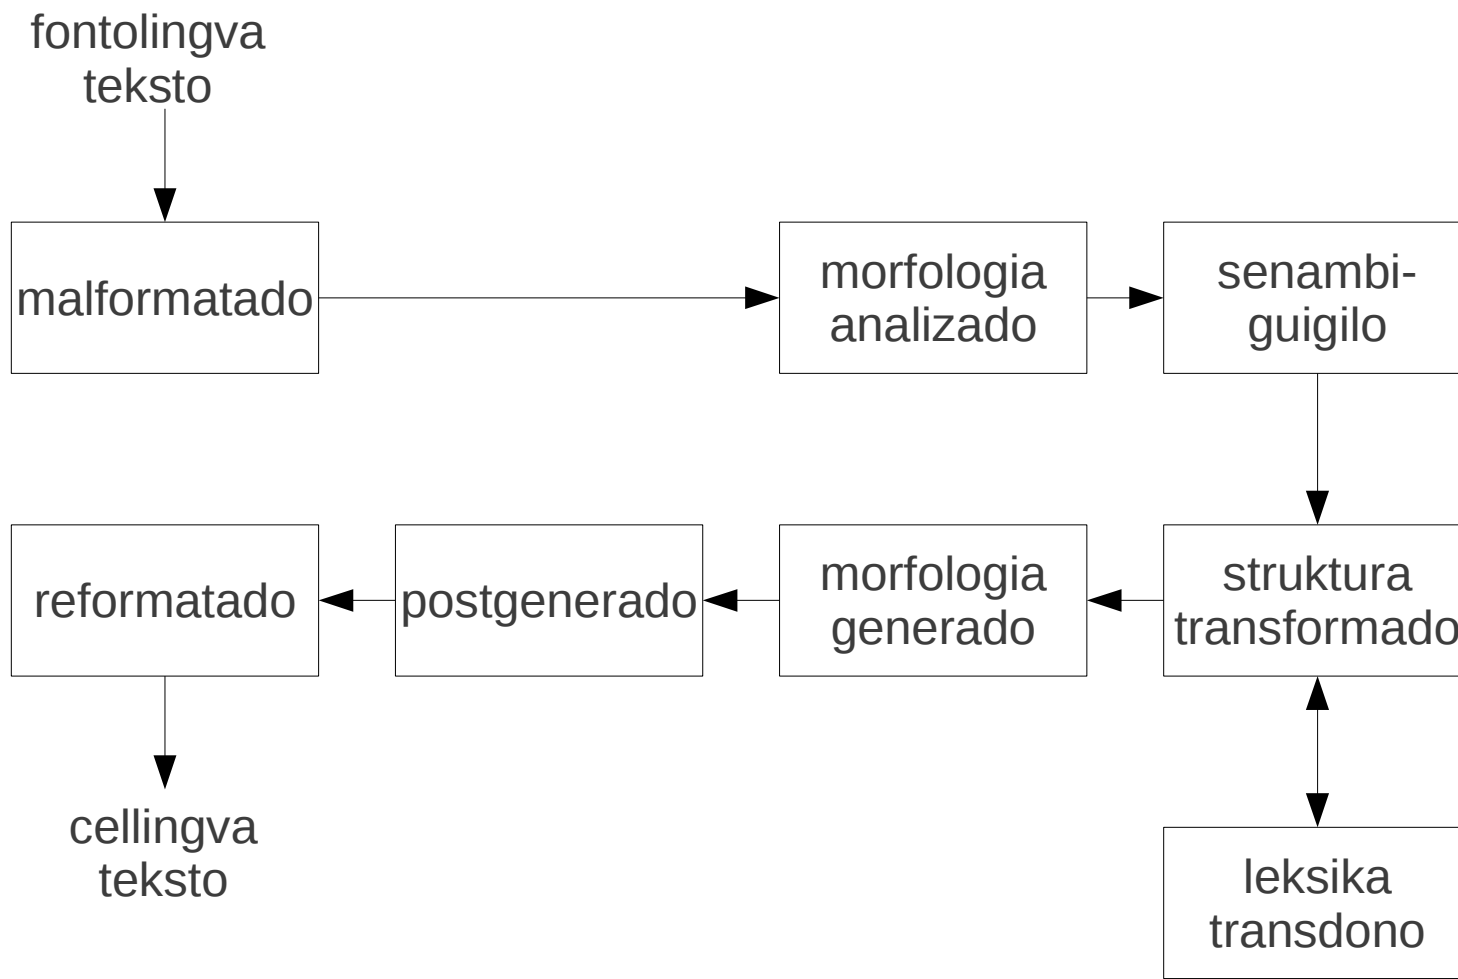 fontolingva
teksto
malformatado
morfologia
analizado
senambi-
guigilo
reformatado
postgenerado
morfologia
generado
struktura
transformado
cellingva
teksto
leksika
transdono